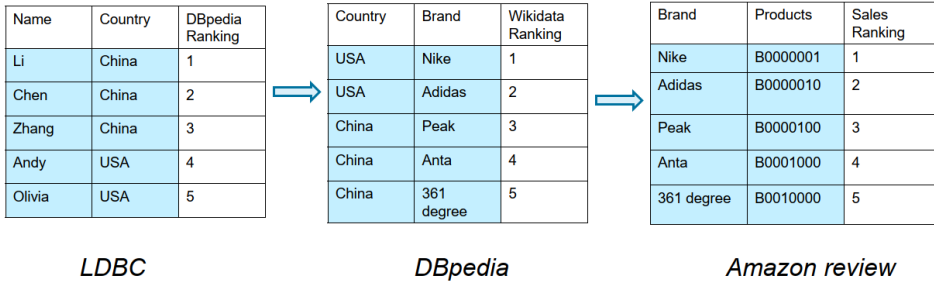 Name Country DBpedia Ranking
Li China 1
Chen China 2
Zhang China 3
Andy USA 4
Olivia USA 5
LDBC
Country Brand Wikidata Ranking
USA Nike 1
USA Adidas 2
China Peak 3
China Anta 4
China 361 degree 5
DBpedia
Brand Products Sales Ranking
Nike B0000001 1
Adidas B0000010 2
Peak B0000100 3
Anta B0001000 4
361 degree B0010000 5
Amazon review